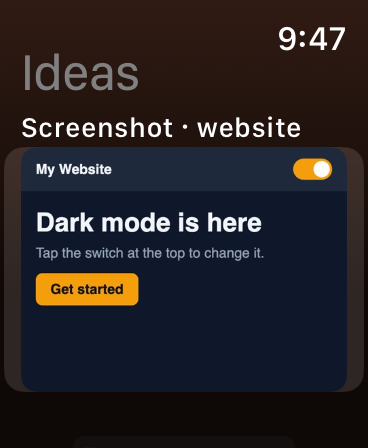 9:47
Ideas
Screenshot · website
My Website
Dark mode is here
Tap the switch at the top to change it.
Get started